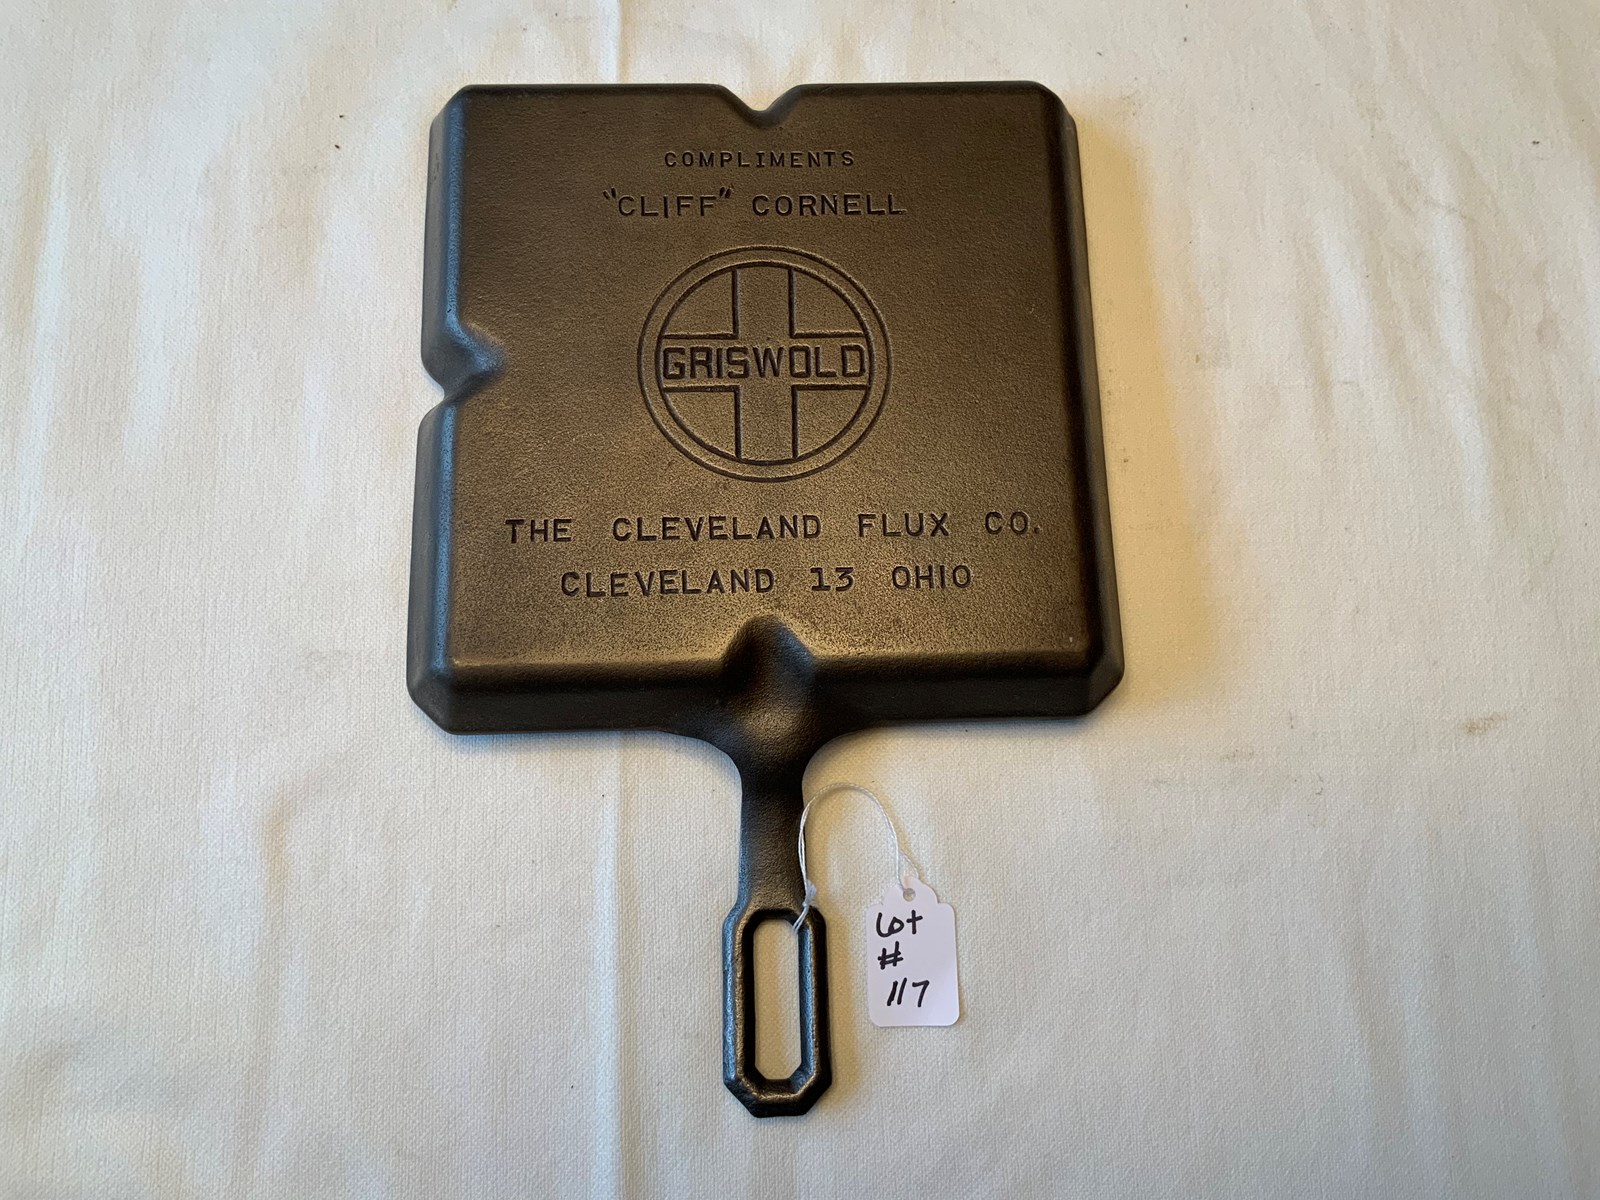 COMPLIMENTS
"CLIFF" CORNELL
GRISWOLD
THE CLEVELAND FLUX CO.
CLEVELAND 13 OHIO
Lot
#
117